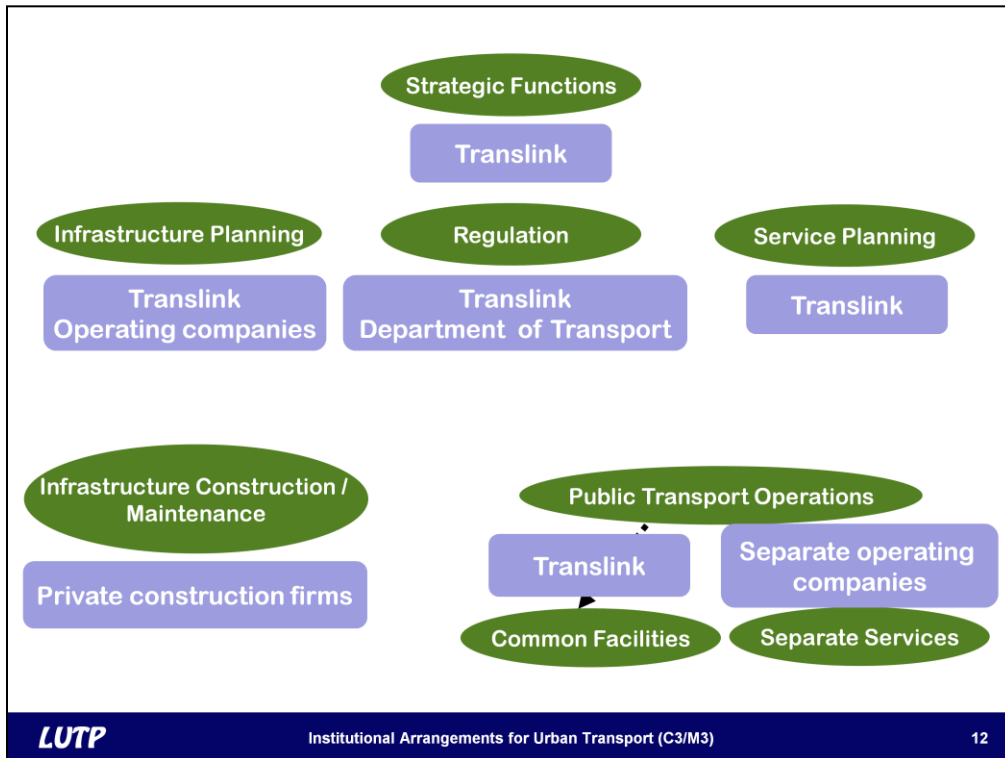 Strategic Functions
Translink
Infrastructure Planning
Regulation
Service Planning
Translink
Operating companies
Translink
Department of Transport
Translink
Infrastructure Construction /
Maintenance
Public Transport Operations
Private construction firms
Translink
Separate operating
companies
Common Facilities
Separate Services
LUTP
Institutional Arrangements for Urban Transport (C3/M3)
12